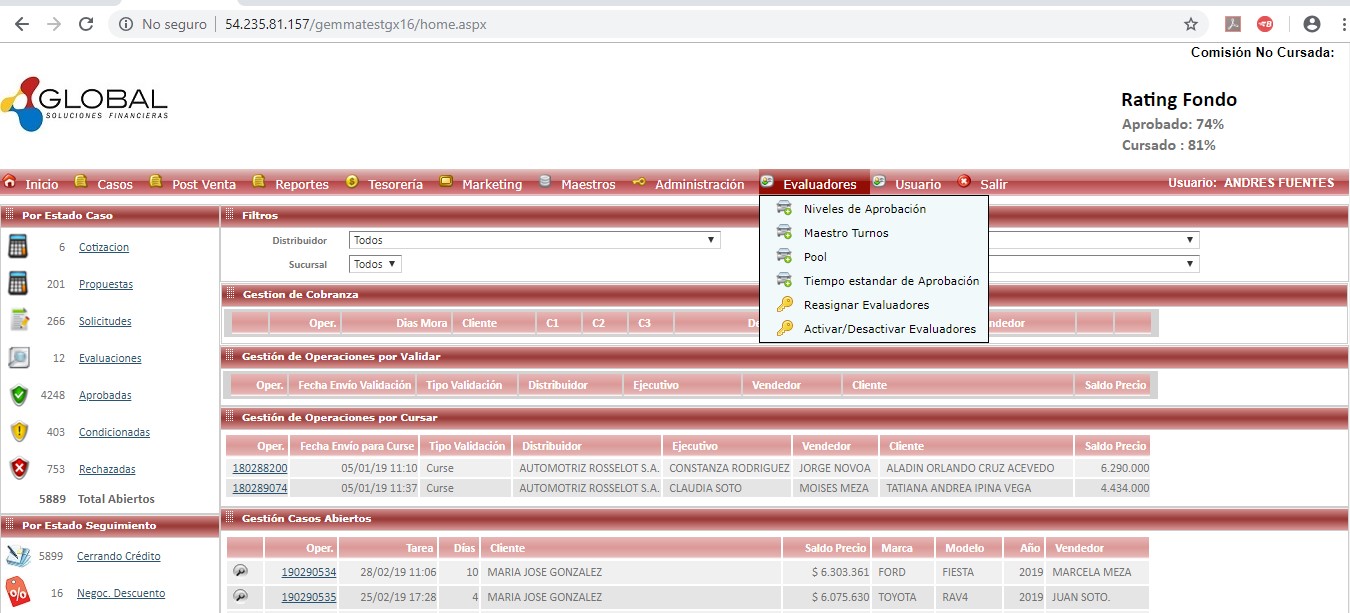 No seguro | 54.235.81.157/gemmatestgx16/home.aspx
Comisión No Cursada:
GLOBAL
SOLUCIONES FINANCIERAS
Rating Fondo
Aprobado: 74%
Cursado : 81%
Inicio Casos Post Venta Reportes Tesorería Marketing Maestros Administración Evaluadores Usuario Salir Usuario: ANDRES FUENTES
Niveles de Aprobación
Maestro Turnos
Pool
Tiempo estandar de Aprobación
Reasignar Evaluadores
Activar/Desactivar Evaluadores
Por Estado Caso
6 Cotizacion
201 Propuestas
266 Solicitudes
12 Evaluaciones
4248 Aprobadas
403 Condicionadas
753 Rechazadas
5889 Total Abiertos
Por Estado Seguimiento
5899 Cerrando Crédito
16 Negoc. Descuento
Filtros
Distribuidor Todos
Sucursal Todos
Gestion de Cobranza
Oper. Dias Mora Cliente C1 C2 C3
Gestión de Operaciones por Validar
Oper. Fecha Envío Validación Tipo Validación Distribuidor Ejecutivo Vendedor Cliente Saldo Precio
Gestión de Operaciones por Cursar
Oper. Fecha Envío para Curse Tipo Validación Distribuidor Ejecutivo Vendedor Cliente Saldo Precio
180288200 05/01/19 11:10 Curse AUTOMOTRIZ ROSSELOT S.A. CONSTANZA RODRIGUEZ JORGE NOVOA ALADIN ORLANDO CRUZ ACEVEDO 6.290.000
180289074 05/01/19 11:37 Curse AUTOMOTRIZ ROSSELOT S.A. CLAUDIA SOTO MOISES MEZA TATIANA ANDREA IPINA VEGA 4.434.000
Gestión Casos Abiertos
Oper. Tarea Días Cliente Saldo Precio Marca Modelo Año Vendedor
190290534 28/02/19 11:06 10 MARIA JOSE GONZALEZ $ 6.303.361 FORD FIESTA 2019 MARCELA MEZA
190290535 25/02/19 17:28 4 MARIA JOSE GONZALEZ $ 6.075.630 TOYOTA RAV4 2019 JUAN SOTO.